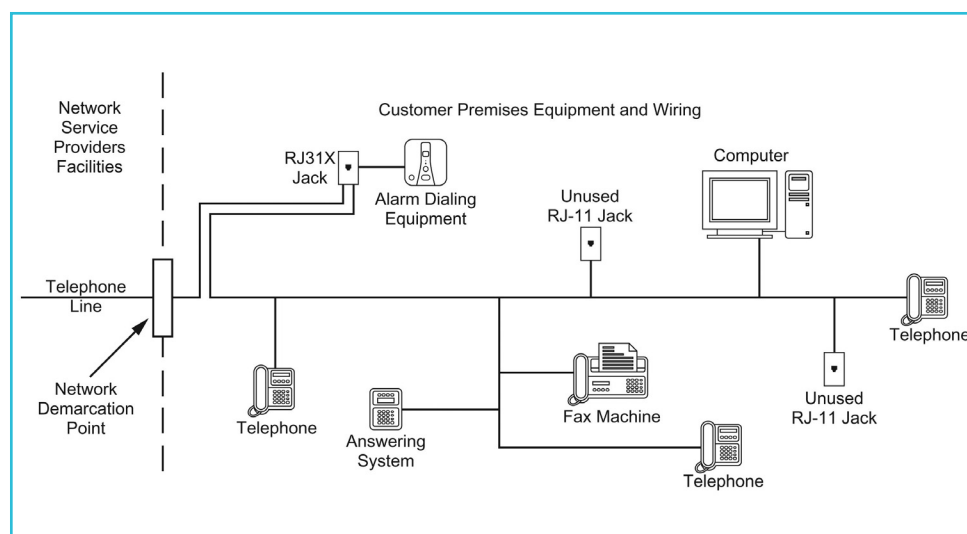 Customer Premises Equipment and Wiring
Network
Service
Providers
Facilities
RJ31X
Jack
Alarm Dialing
Equipment
Unused
RJ-11 Jack
Computer
Telephone
Line
Network
Demarcation
Point
Telephone
Answering
System
Fax Machine
Telephone
Unused
RJ-11 Jack
Telephone